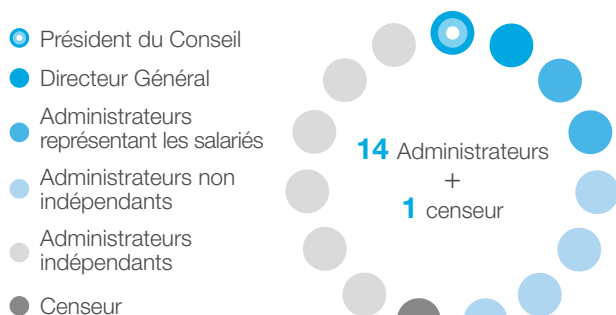 Président du Conseil
Directeur Général
Administrateurs
représentant les salariés
Administrateurs non
indépendants
Administrateurs
indépendants
Censeur
14 Administrateurs
+
1 censeur